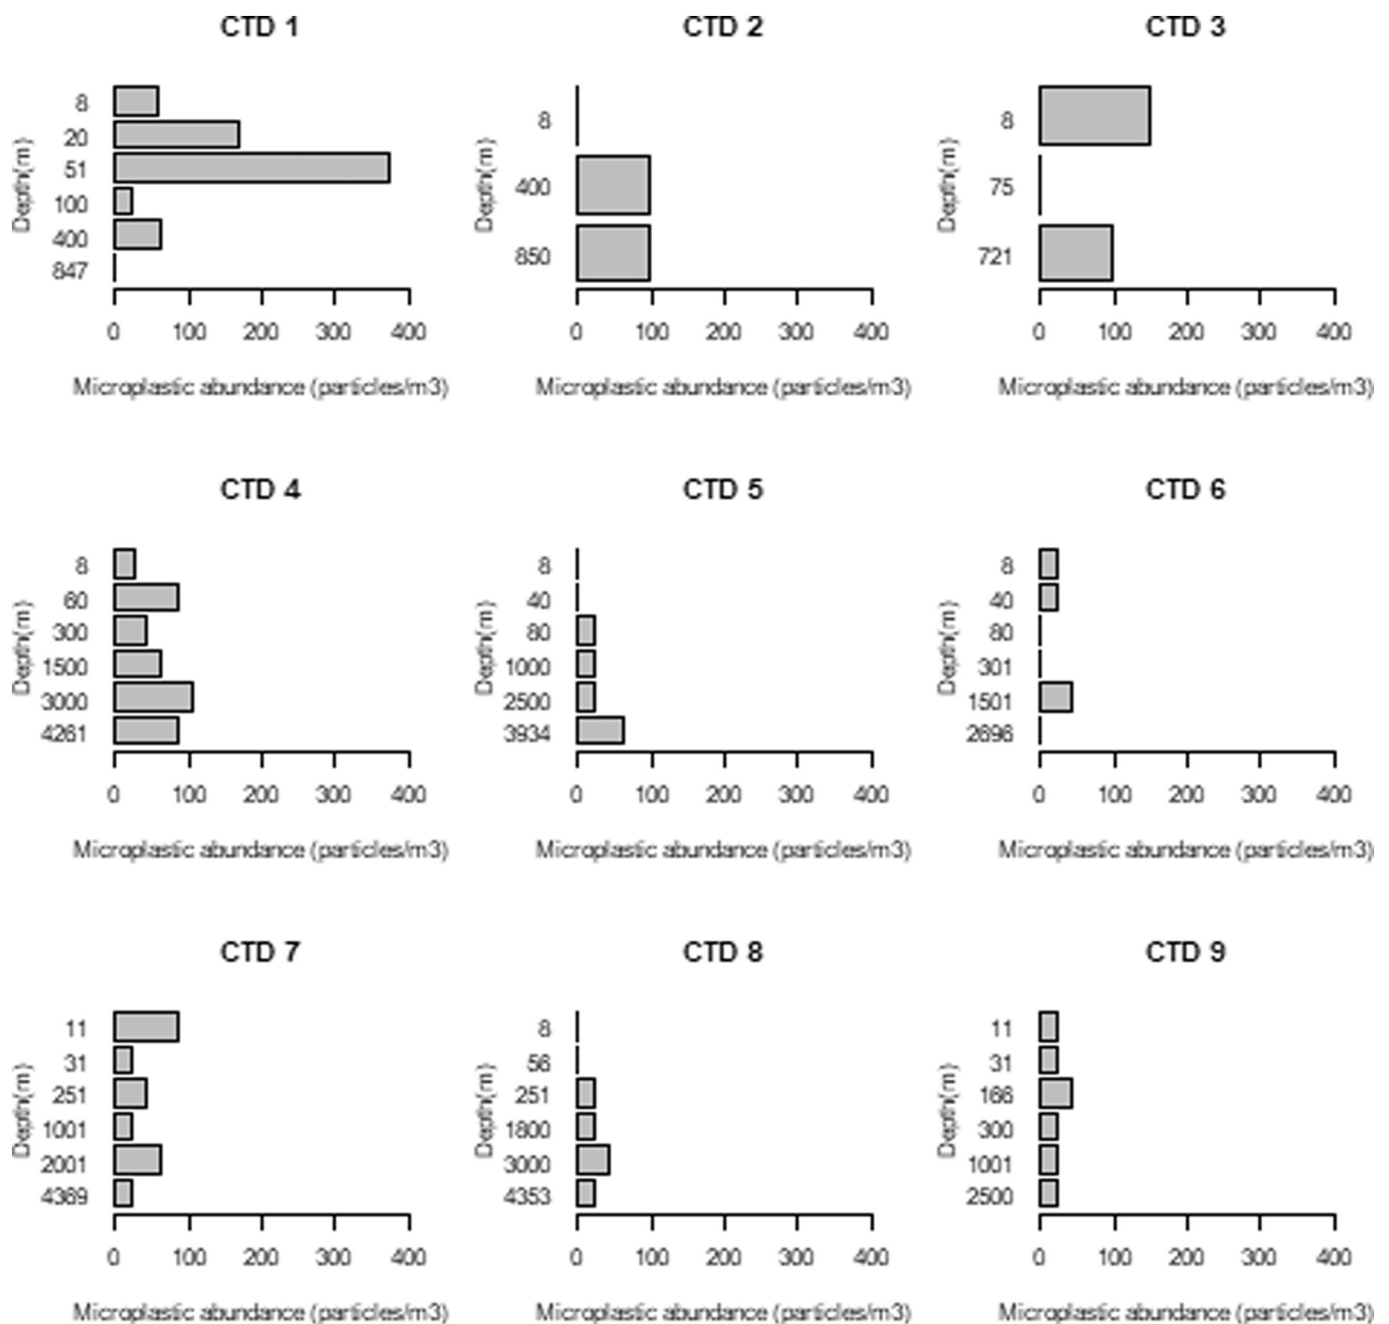 CTD 1
Depth(m)
8
20
51
100
400
847
0 100 200 300 400
Microplastic abundance (particles/m3)
CTD 2
Depth(m)
8
400
850
0 100 200 300 400
Microplastic abundance (particles/m3)
CTD 3
Depth(m)
8
75
721
0 100 200 300 400
Microplastic abundance (particles/m3)
CTD 4
Depth(m)
8
60
300
1500
3000
4261
0 100 200 300 400
Microplastic abundance (particles/m3)
CTD 5
Depth(m)
8
40
80
1000
2500
3934
0 100 200 300 400
Microplastic abundance (particles/m3)
CTD 6
Depth(m)
8
40
80
301
1501
2696
0 100 200 300 400
Microplastic abundance (particles/m3)
CTD 7
Depth(m)
11
31
251
1001
2001
4369
0 100 200 300 400
Microplastic abundance (particles/m3)
CTD 8
Depth(m)
8
56
251
1800
3000
4353
0 100 200 300 400
Microplastic abundance (particles/m3)
CTD 9
Depth(m)
11
31
166
300
1001
2500
0 100 200 300 400
Microplastic abundance (particles/m3)